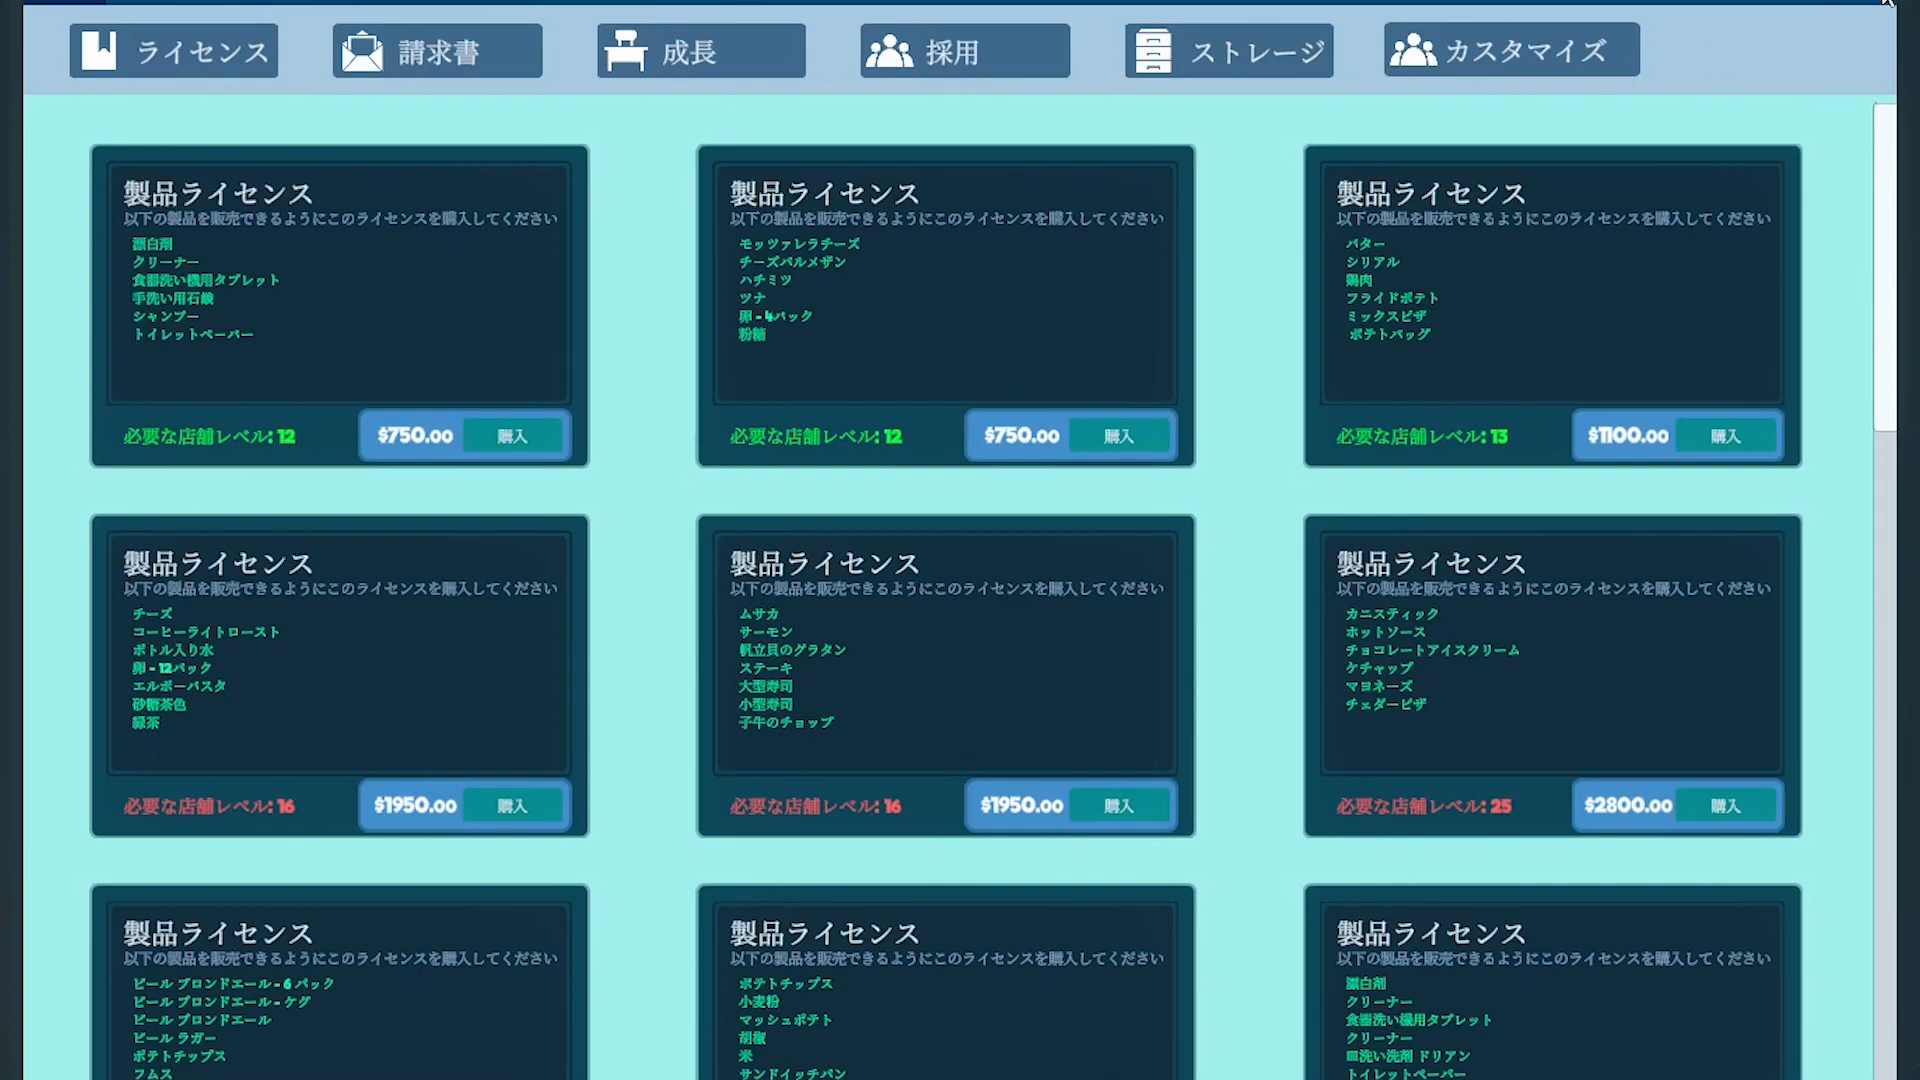 ライセンス
請求書
成長
採用
ストレージ
カスタマイズ
製品ライセンス
以下の製品を販売できるようにこのライセンスを購入してください
漂白剤
クリーナー
食器洗い機用タブレット
手洗い用石鹸
シャンプー
トイレットペーパー
必要な店舗レベル: 12
$750.00
購入
製品ライセンス
以下の製品を販売できるようにこのライセンスを購入してください
モッツァレラチーズ
チーズパルメザン
ハチミツ
ツナ
卵 - 4パック
粉糖
必要な店舗レベル: 12
$750.00
購入
製品ライセンス
以下の製品を販売できるようにこのライセンスを購入してください
バター
シリアル
鶏肉
フライドポテト
ミックスピザ
ポテトバッグ
必要な店舗レベル: 13
$1100.00
購入
製品ライセンス
以下の製品を販売できるようにこのライセンスを購入してください
チーズ
コーヒーライトロースト
ボトル入り水
卵 - 12パック
エルボーパスタ
砂糖茶色
緑茶
必要な店舗レベル: 16
$1950.00
購入
製品ライセンス
以下の製品を販売できるようにこのライセンスを購入してください
ムサカ
サーモン
帆立貝のグラタン
ステーキ
大型寿司
小型寿司
子牛のチョップ
必要な店舗レベル: 16
$1950.00
購入
製品ライセンス
以下の製品を販売できるようにこのライセンスを購入してください
カニスティック
ホットソース
チョコレートアイスクリーム
ケチャップ
マヨネーズ
チェダーピザ
必要な店舗レベル: 25
$2800.00
購入
製品ライセンス
以下の製品を販売できるようにこのライセンスを購入してください
ビール ブロンドエール - 6 パック
ビール ブロンドエール - ケグ
ビール ブロンドエール
ビール ラガー
ポテトチップス
フムス
製品ライセンス
以下の製品を販売できるようにこのライセンスを購入してください
ポテトチップス
小麦粉
マッシュポテト
胡椒
米
サンドイッチパン
製品ライセンス
以下の製品を販売できるようにこのライセンスを購入してください
漂白剤
クリーナー
食器洗い機用タブレット
クリーナー
皿洗い洗剤 ドリアン
トイレットペーパー